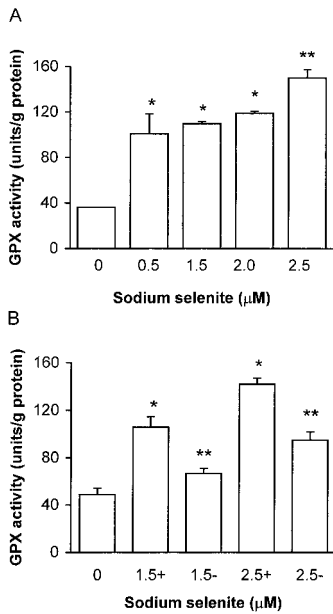 A
GPX activity (units/g protein)
160
120
80
40
0
*
*
*
**
0 0.5 1.5 2.0 2.5
Sodium selenite (μM)
B
GPX activity (units/g protein)
160
120
80
40
0
*
**
*
**
0 1.5+ 1.5- 2.5+ 2.5-
Sodium selenite (μM)